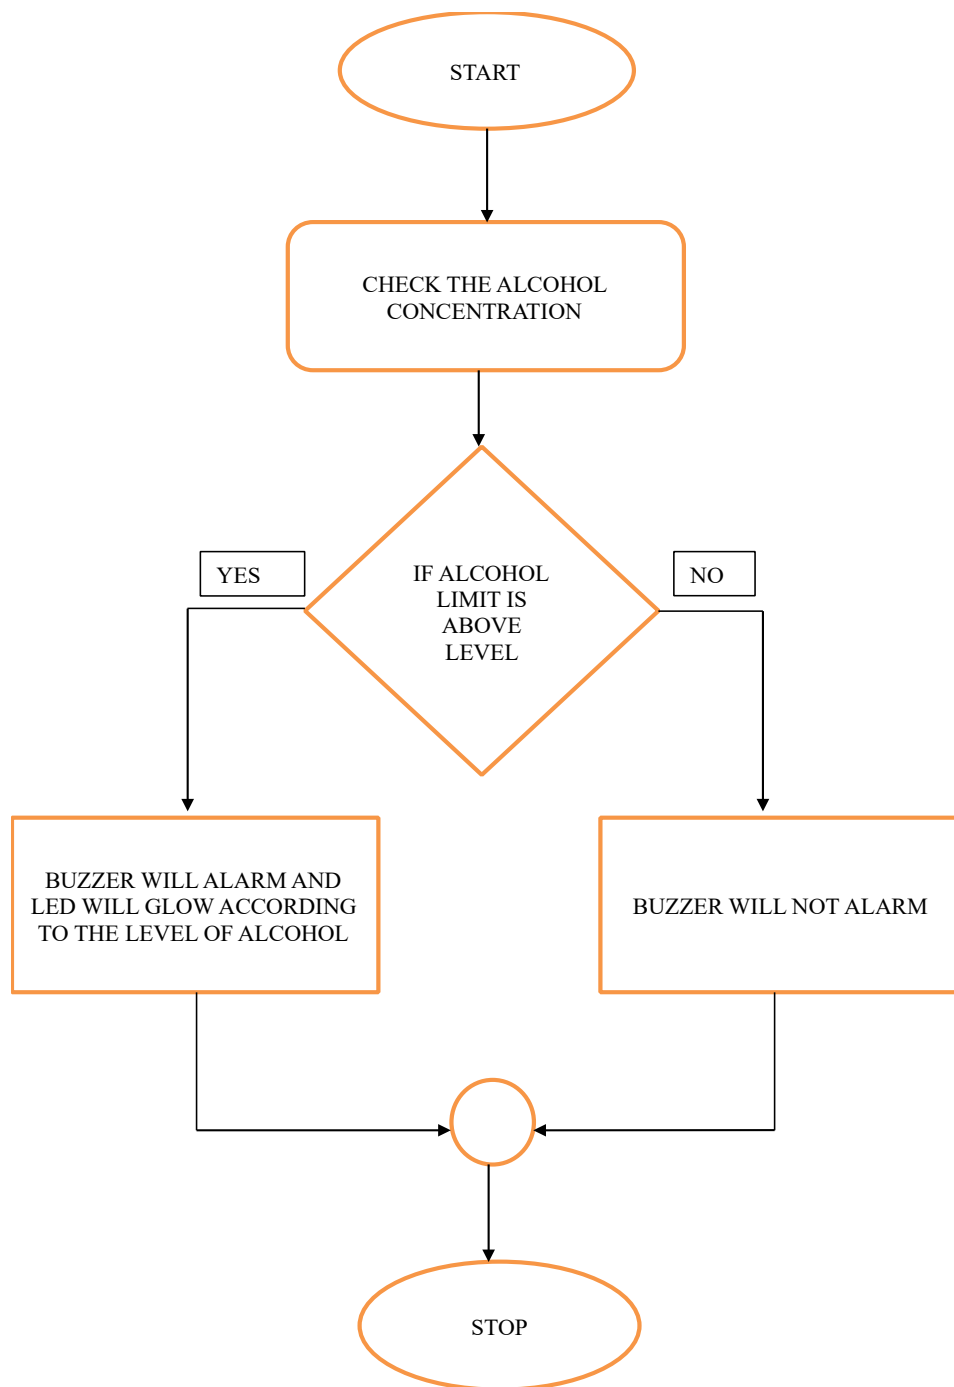 START
CHECK THE ALCOHOL
CONCENTRATION
YES
IF ALCOHOL
LIMIT IS
ABOVE
LEVEL
NO
BUZZER WILL ALARM AND
LED WILL GLOW ACCORDING
TO THE LEVEL OF ALCOHOL
BUZZER WILL NOT ALARM
STOP